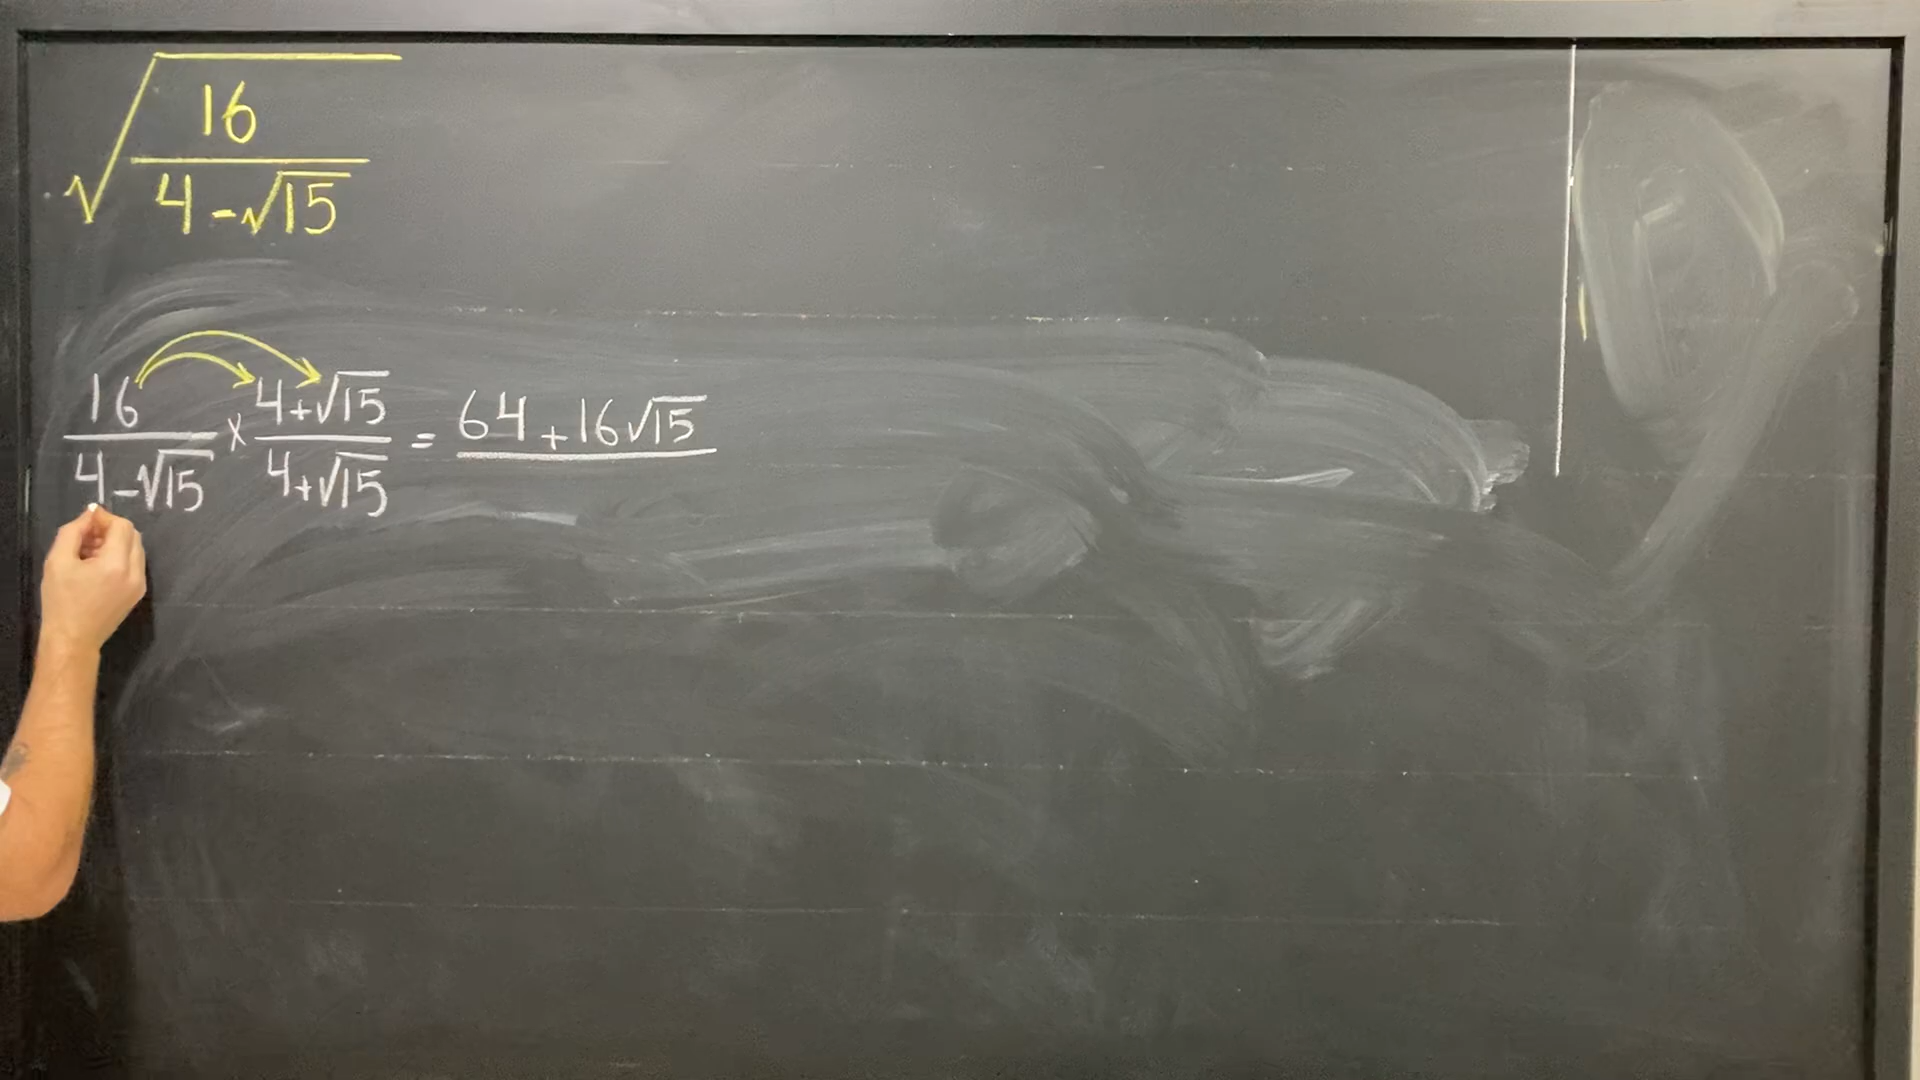 √(16/(4-√15))
16/(4-√15) × (4+√15)/(4+√15) = 64+16√15